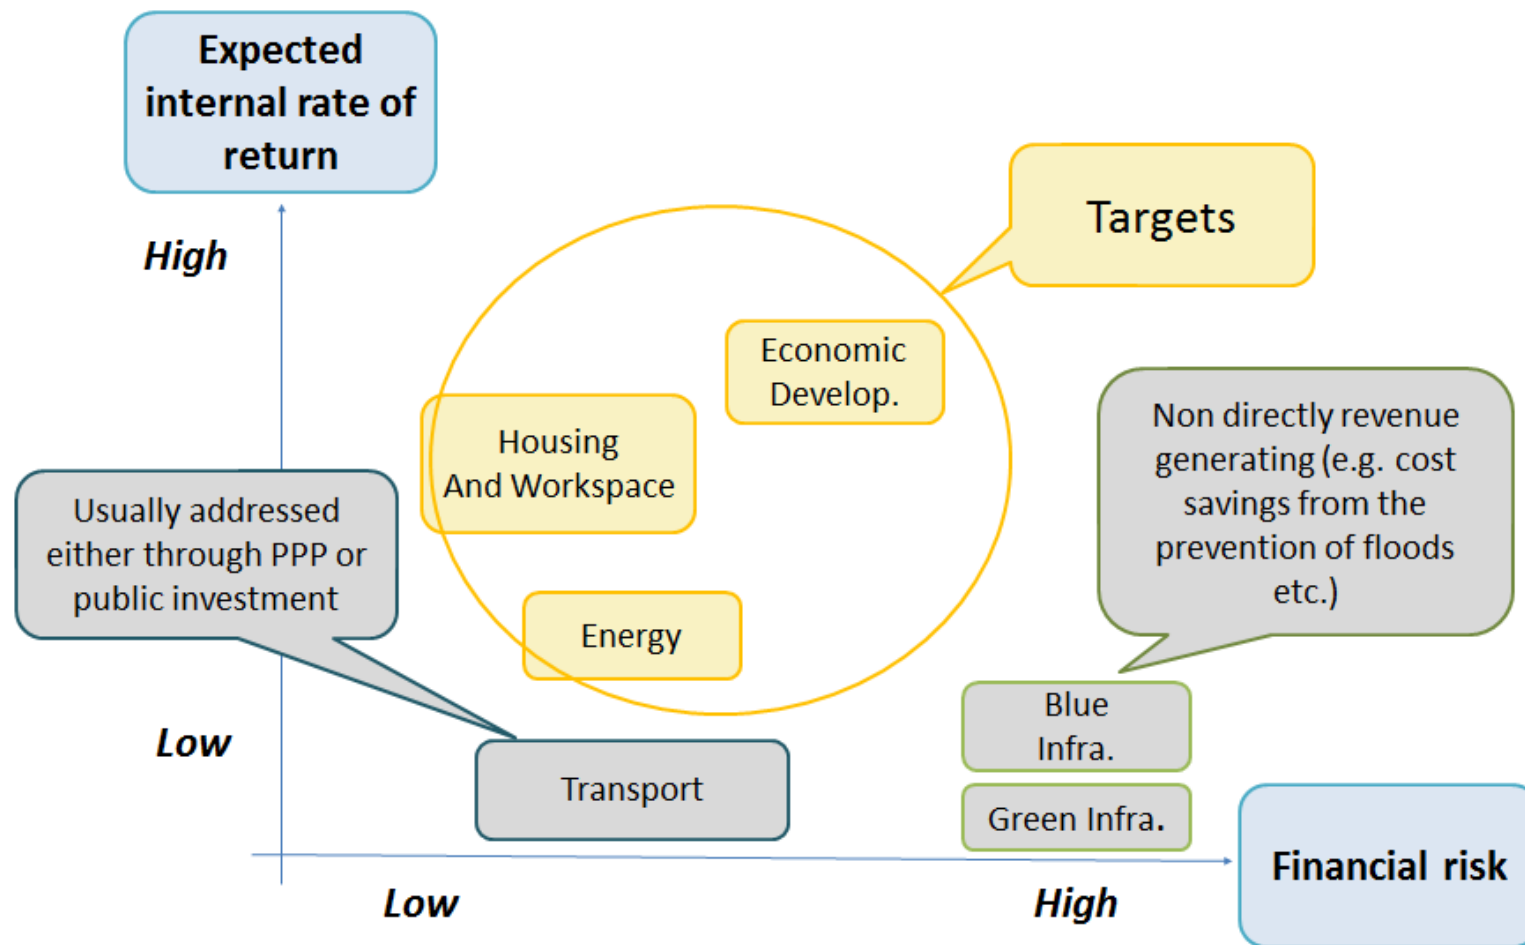 Expected
internal rate of
return
High
Targets
Economic
Develop.
Housing
And Workspace
Non directly revenue
generating (e.g. cost
savings from the
prevention of floods
etc.)
Usually addressed
either through PPP or
public investment
Energy
Blue
Infra.
Low
Transport
Green Infra.
Financial risk
Low
High